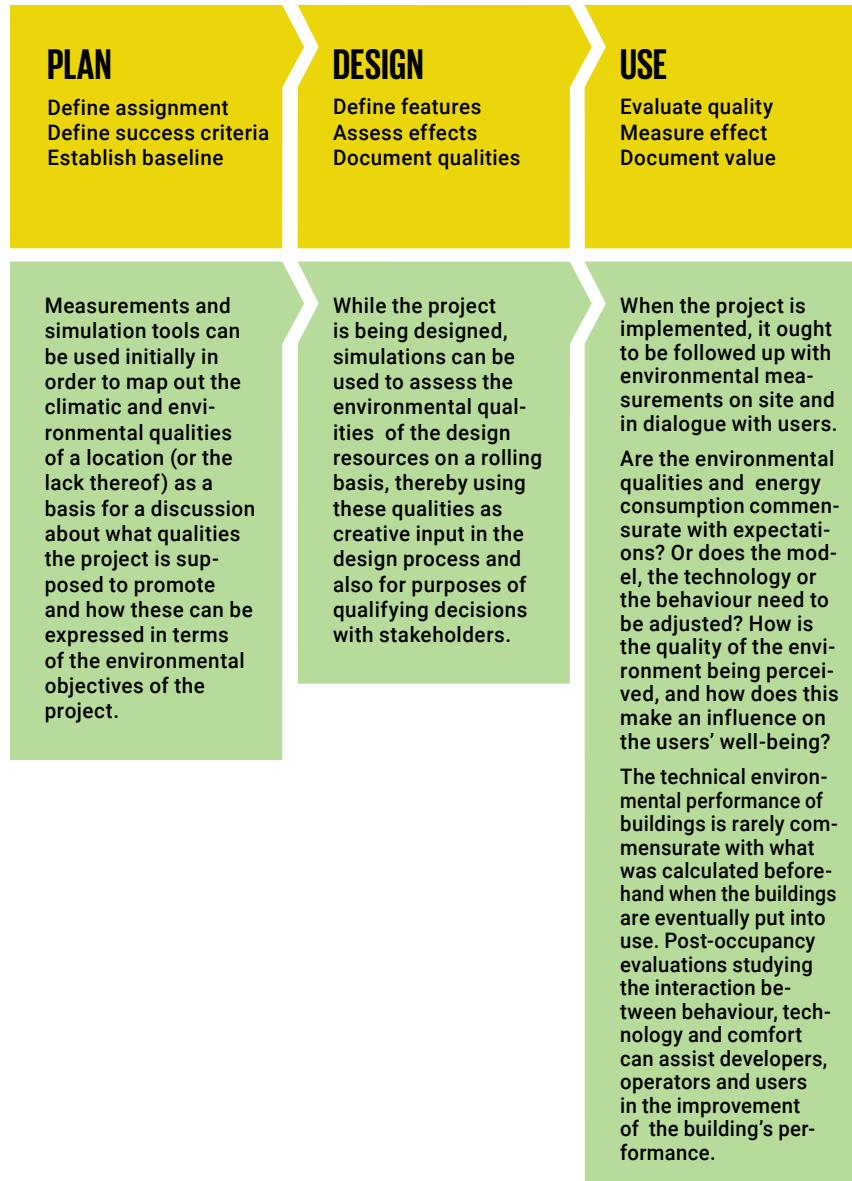 PLAN
Define assignment
Define success criteria
Establish baseline
DESIGN
Define features
Assess effects
Document qualities
USE
Evaluate quality
Measure effect
Document value
Measurements and
simulation tools can
be used initially in
order to map out the
climatic and envi-
ronmental qualities
of a location (or the
lack thereof) as a
basis for a discussion
about what qualities
the project is sup-
posed to promote
and how these can be
expressed in terms
of the environmental
objectives of the
project.
While the project
is being designed,
simulations can be
used to assess the
environmental qual-
ities of the design
resources on a rolling
basis, thereby using
these qualities as
creative input in the
design process and
also for purposes of
qualifying decisions
with stakeholders.
When the project is
implemented, it ought
to be followed up with
environmental mea-
surements on site and
in dialogue with users.
Are the environmental
qualities and energy
consumption commen-
surate with expectati-
ons? Or does the mod-
el, the technology or
the behaviour need to
be adjusted? How is
the quality of the envi-
ronment being percei-
ved, and how does this
make an influence on
the users' well-being?
The technical environ-
mental performance of
buildings is rarely com-
mensurate with what
was calculated before-
hand when the buildings
are eventually put into
use. Post-occupancy
evaluations studying
the interaction be-
tween behaviour, tech-
nology and comfort
can assist developers,
operators and users
in the improvement
of the building's per-
formance.